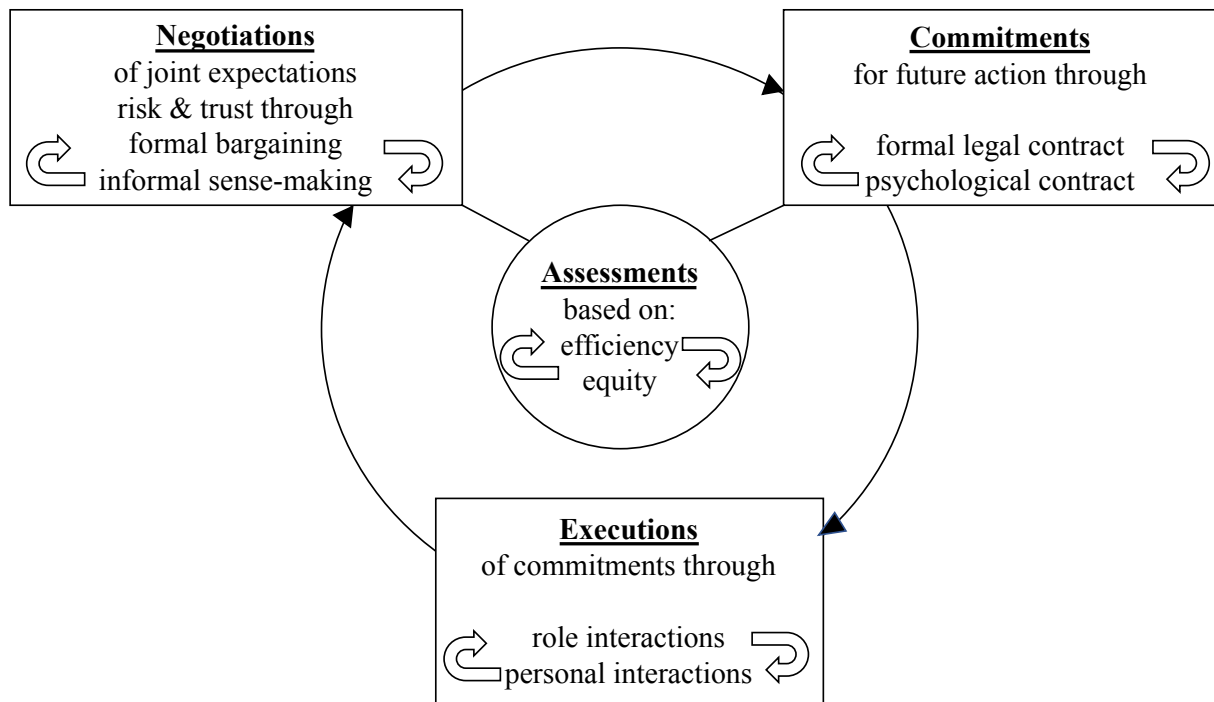 Negotiations
of joint expectations
risk & trust through
formal bargaining
informal sense-making
Commitments
for future action through
formal legal contract
psychological contract
Assessments
based on:
efficiency
equity
Executions
of commitments through
role interactions
personal interactions